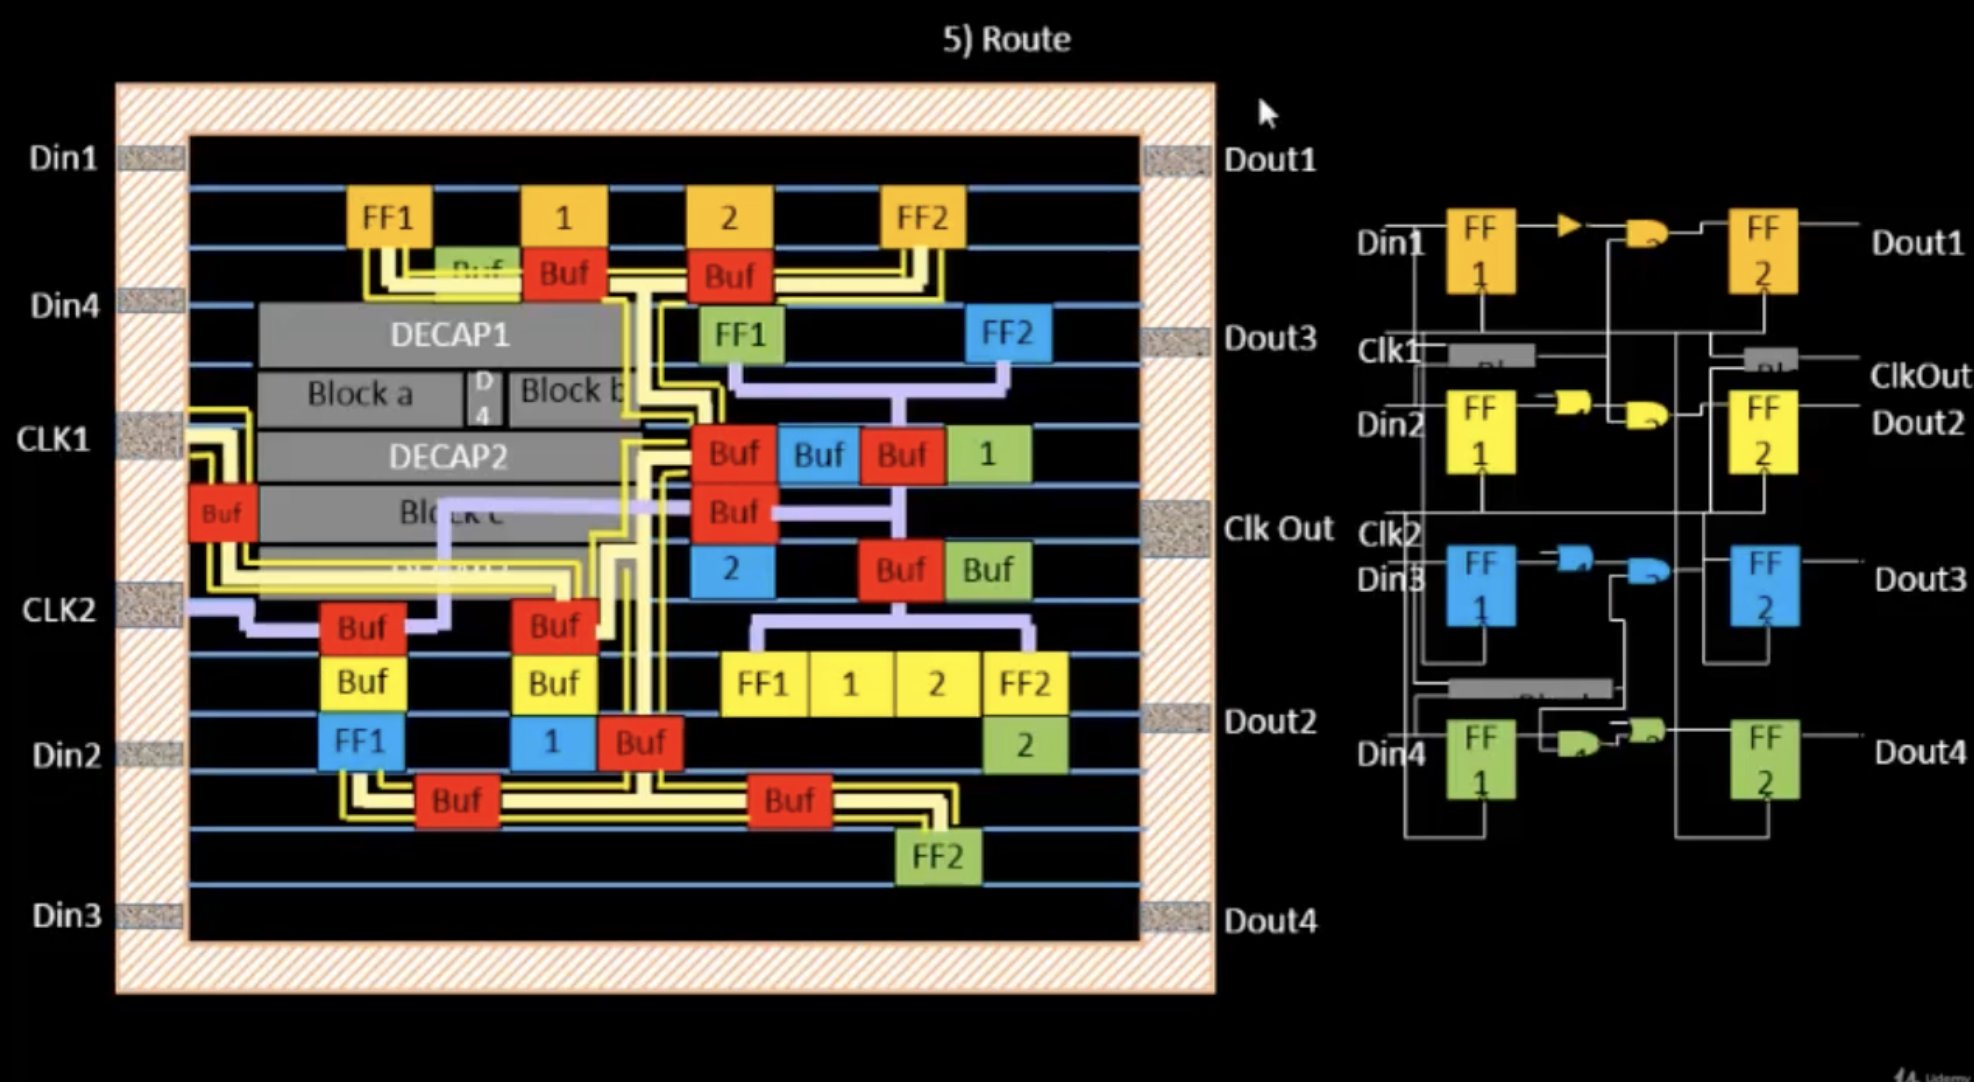 5) Route
Din1
Dout1
FF1
1
2
FF2
Buf
Buf
Buf
Din4
DECAP1
FF1
FF2
Dout3
Block a
D
4
Block b
CLK1
DECAP2
Buf
Buf
Buf
1
Buf
Block c
Buf
Clk Out
2
Buf
Buf
CLK2
Buf
Buf
Buf
Buf
FF1
1
2
FF2
Din2
FF1
1
Buf
2
Dout2
Buf
Buf
FF2
Din3
Dout4
Din1
FF
1
2
FF
2
Dout1
Clk1
ClkOut
Din2
FF
1
FF
2
Dout2
Clk2
Din3
FF
1
FF
2
Dout3
Din4
FF
1
FF
2
Dout4
Udemy